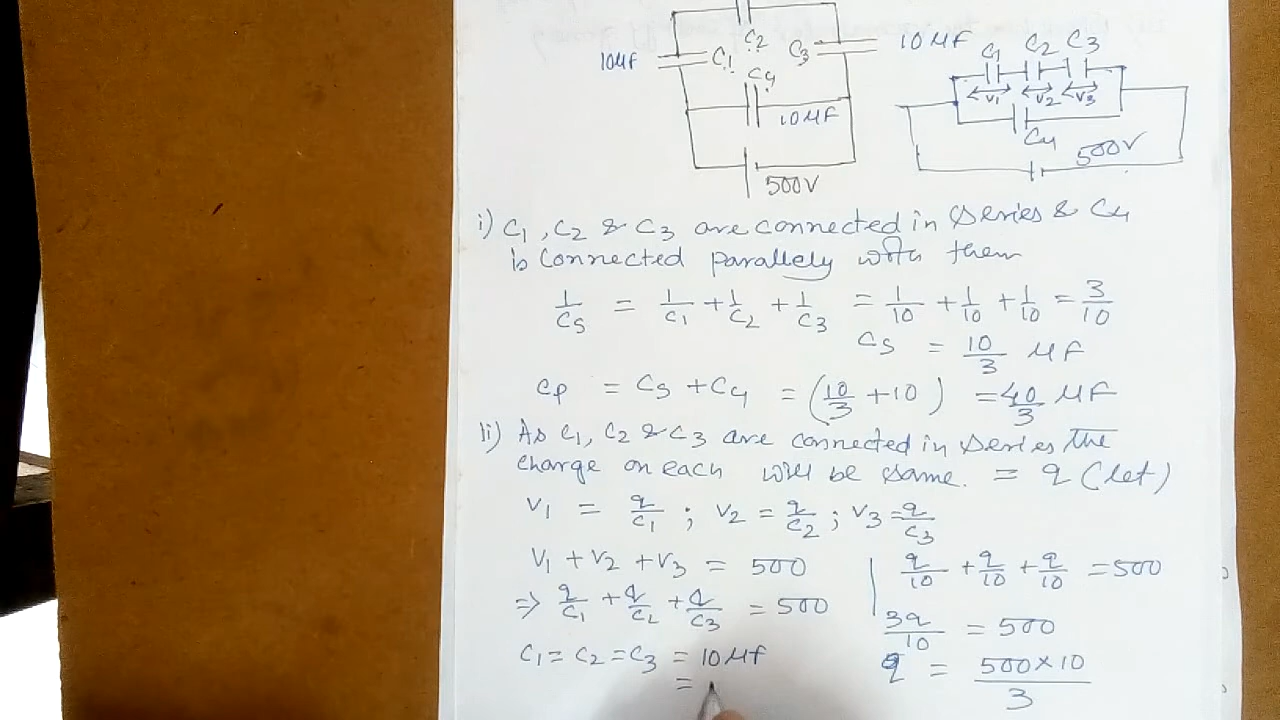 10μF C1 C2 C3 10μF
C4
10μF
500V
C1 C2 C3
V1 V2 V3
C4
500V
i) C1, C2 & C3 are connected in series & C4
is connected parallely with them
1/Cs = 1/C1 + 1/C2 + 1/C3 = 1/10 + 1/10 + 1/10 = 3/10
Cs = 10/3 μF
Cp = Cs + C4 = (10/3 + 10) = 40/3 μF
ii) As C1, C2 & C3 are connected in series the
charge on each will be same. = q (let)
V1 = q/C1 ; V2 = q/C2 ; V3 = q/C3
V1 + V2 + V3 = 500
⇒ q/C1 + q/C2 + q/C3 = 500
C1 = C2 = C3 = 10μf
=
q/10 + q/10 + q/10 = 500
3q/10 = 500
q = 500×10/3